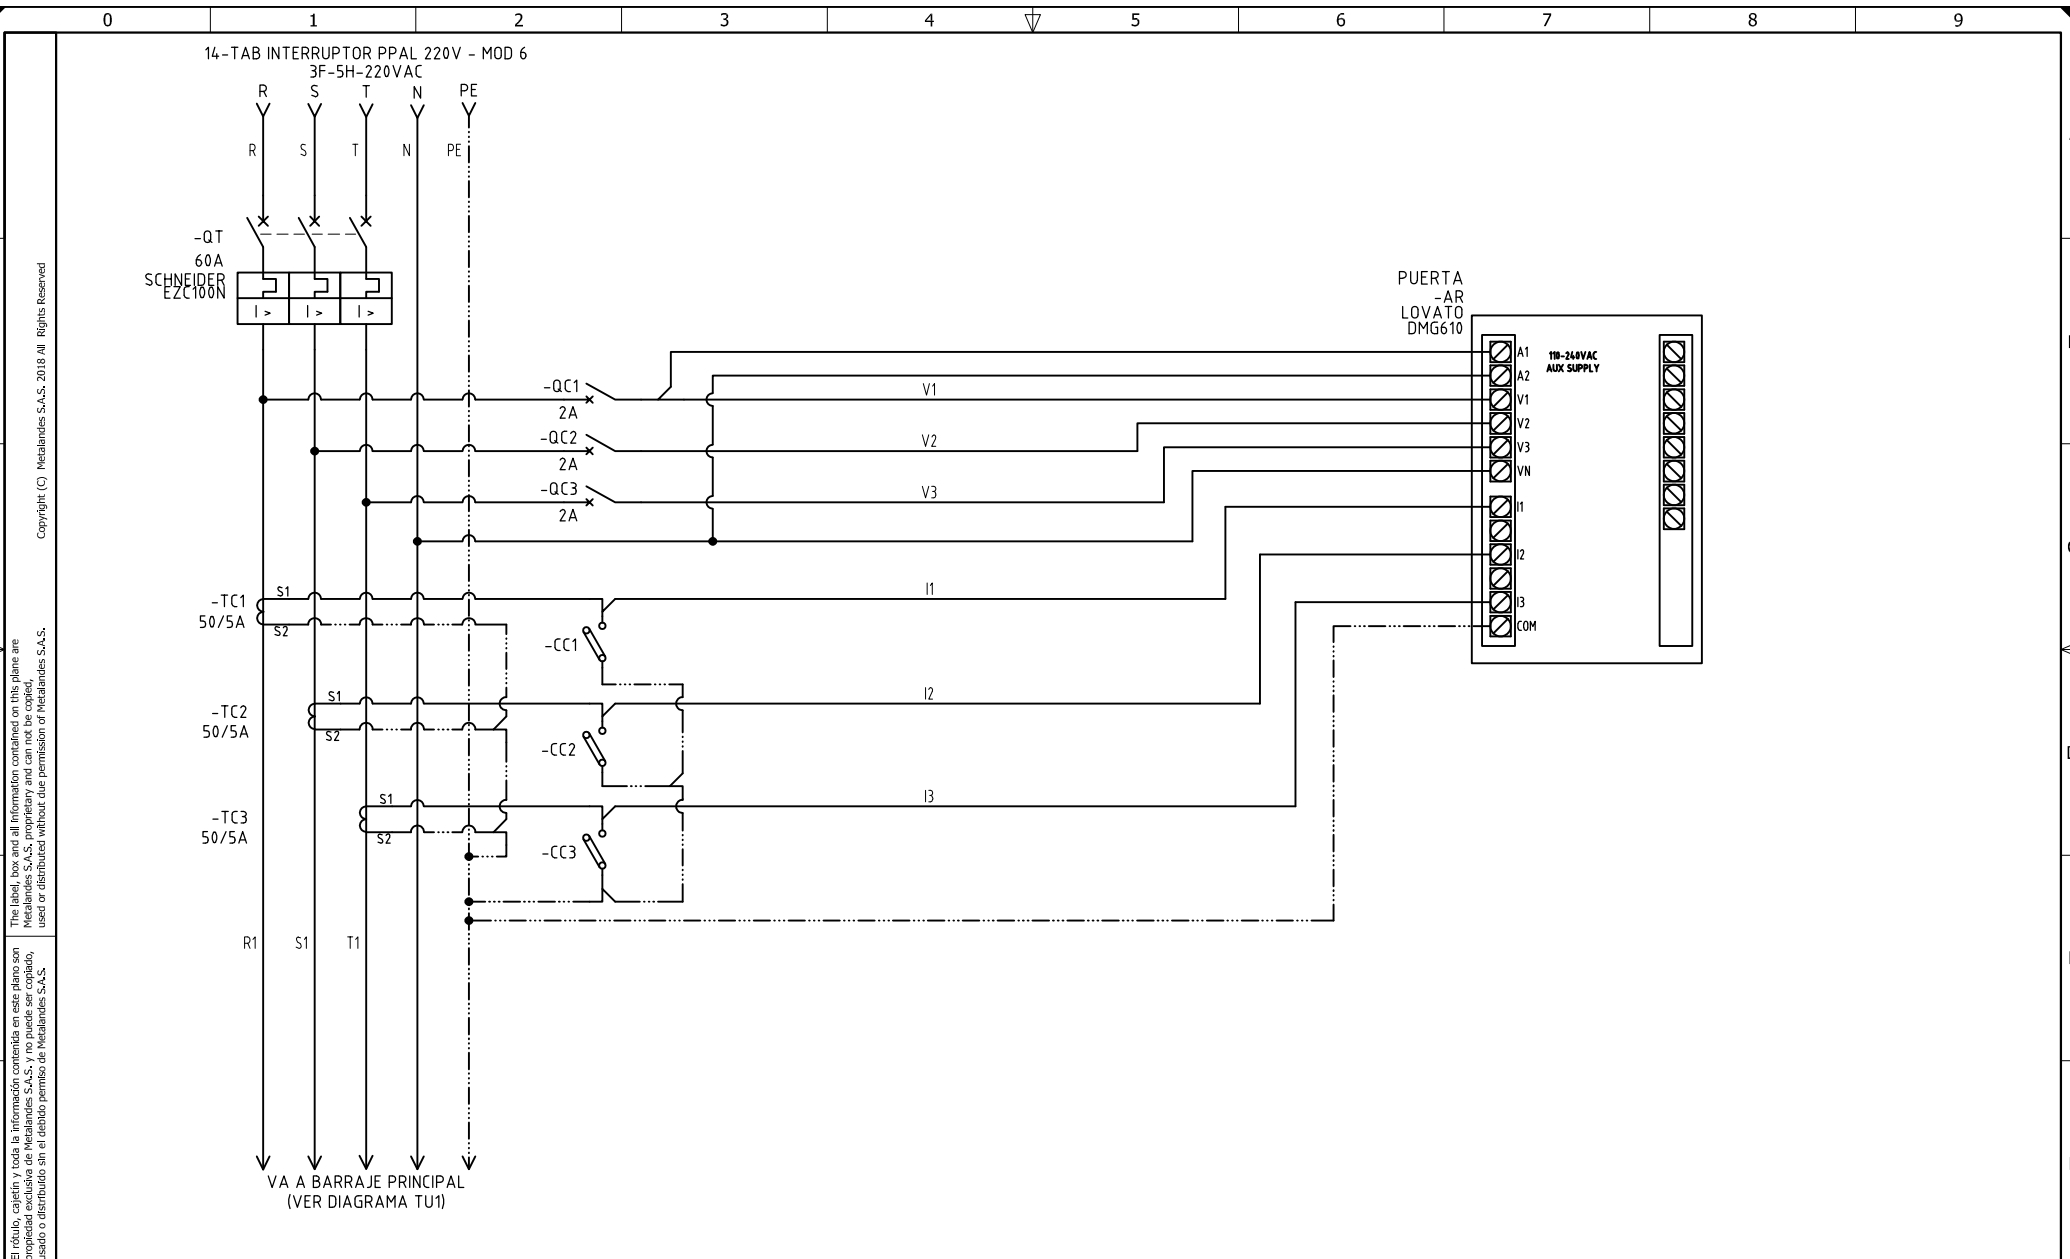 0 1 2 3 4 5 6 7 8 9
14-TAB INTERRUPTOR PPAL 220V - MOD 6
3F-5H-220VAC
R S T N PE
R S T N PE
-QT
60A
SCHNEIDER
EZC100N
I > I > I >
PUERTA
-AR
LOVATO
DMG610
110-240VAC
AUX SUPPLY
A1
A2
V1
V2
V3
VN
I1
I2
I3
COM
-QC1
2A
V1
-QC2
2A
V2
-QC3
2A
V3
-TC1
50/5A
S1
S2
I1
-CC1
-TC2
50/5A
S1
S2
I2
-CC2
-TC3
50/5A
S1
S2
I3
-CC3
R1 S1 T1
VA A BARRAJE PRINCIPAL
(VER DIAGRAMA TU1)
Copyright (C) Metalandes S.A.S. 2018 All Rights Reserved
The label, box and all information contained on this plane are
Metalandes S.A.S. proprietary and can not be copied,
used or distributed without due permission of Metalandes S.A.S.
El rótulo, cajetín y toda la información contenida en este plano son
propiedad exclusiva de Metalandes S.A.S. y no puede ser copiado,
usado o distribuido sin el debido permiso de Metalandes S.A.S.